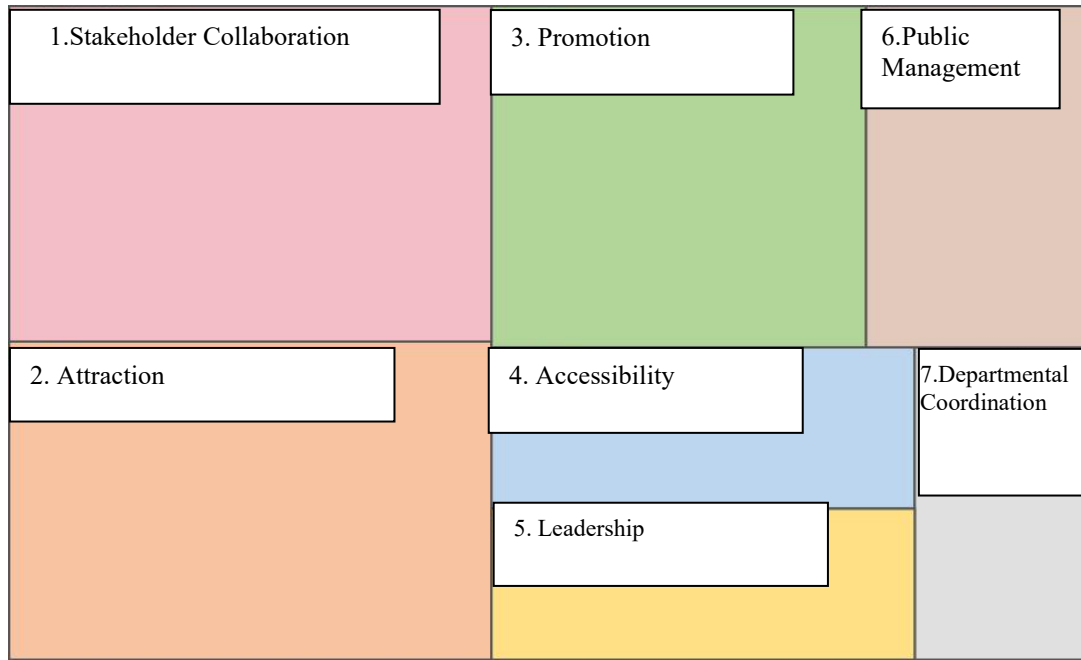 1.Stakeholder Collaboration
3. Promotion
6.Public
Management
2. Attraction
4. Accessibility
7.Departmental
Coordination
5. Leadership